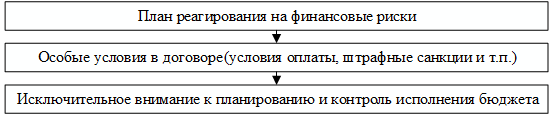 План реагирования на финансовые риски
Особые условия в договоре(условия оплаты, штрафные санкции и т.п.)
Исключительное внимание к планированию и контроль исполнения бюджета